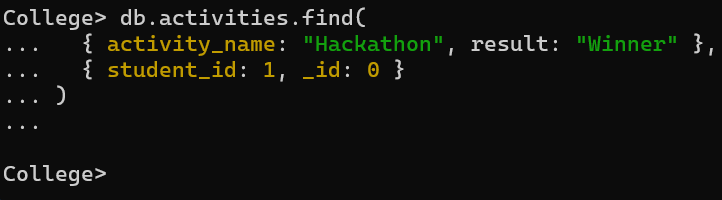 College> db.activities.find(
...   { activity_name: "Hackathon", result: "Winner" },
...   { student_id: 1, _id: 0 }
... )
...
College>